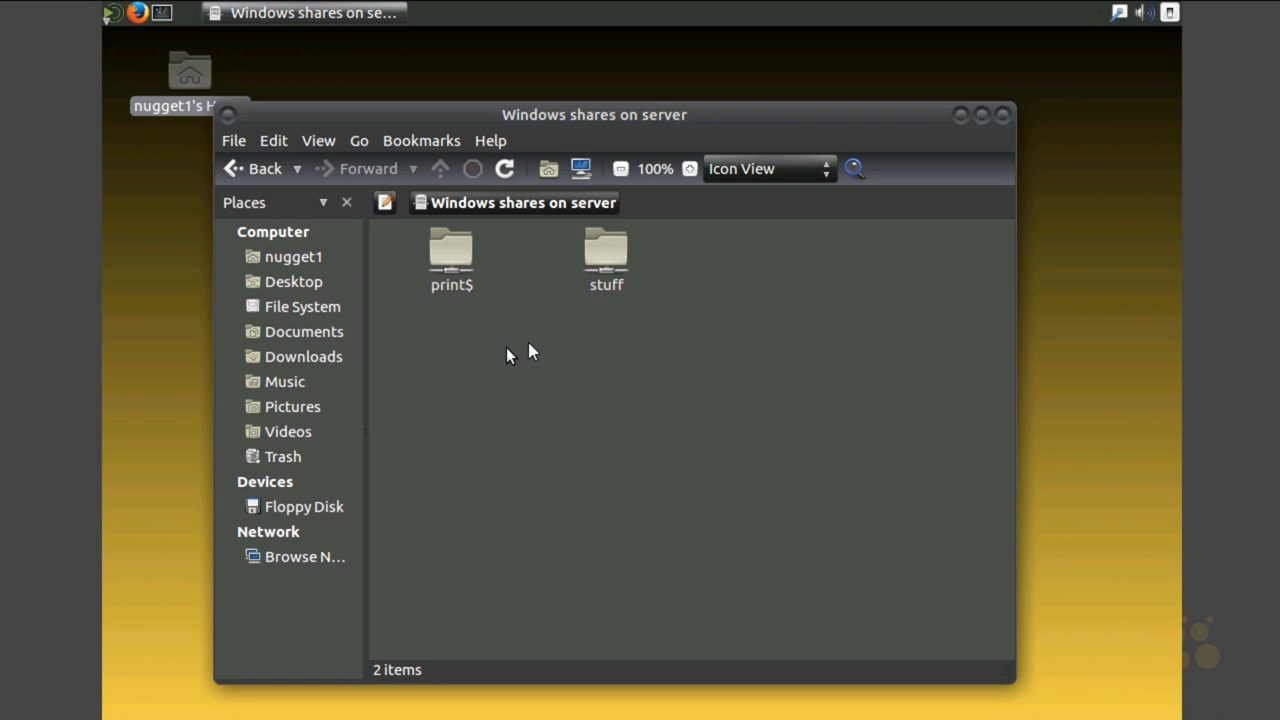 Windows shares on se...
nugget1's H
Windows shares on server
File Edit View Go Bookmarks Help
Back Forward 100% Icon View
Places Windows shares on server
Computer
nugget1
Desktop
File System
Documents
Downloads
Music
Pictures
Videos
Trash
Devices
Floppy Disk
Network
Browse N...
print$ stuff
2 items